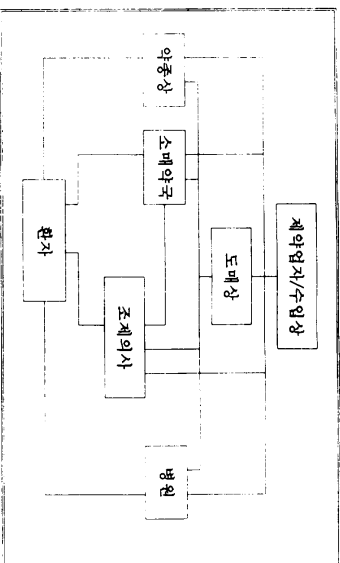 제약업자/수입상
도매상
약종상
소매약국
조제의사
병원
환자